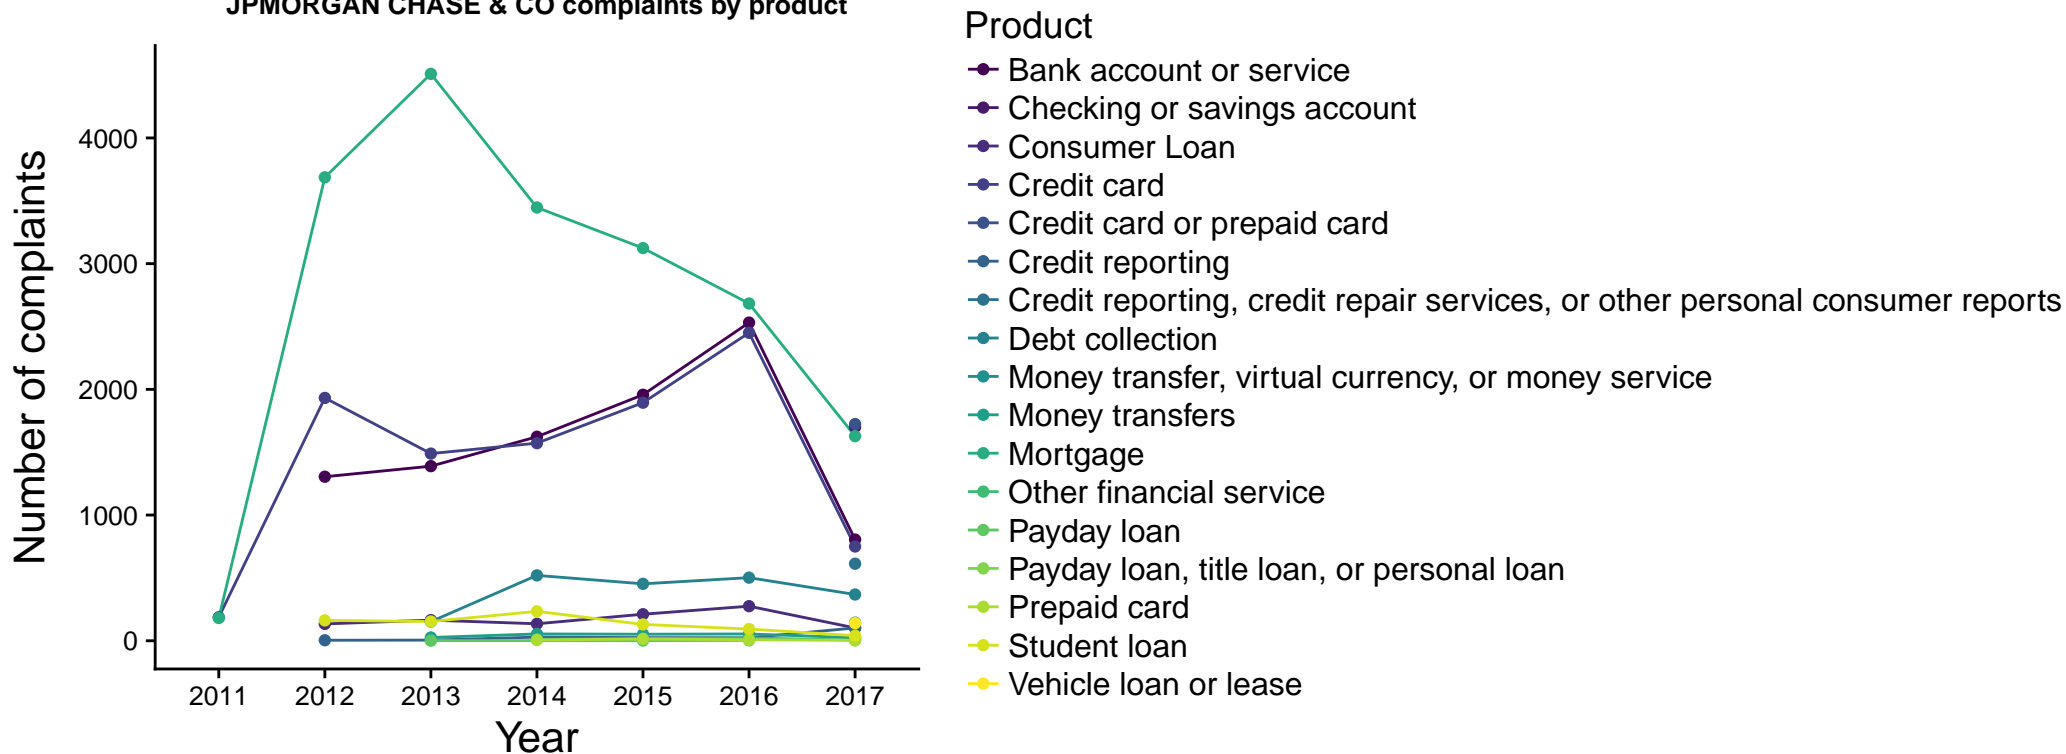 JPMORGAN CHASE & CO complaints by product
Number of complaints
4000
3000
2000
1000
0
2011 2012 2013 2014 2015 2016 2017
Year
Product
Bank account or service
Checking or savings account
Consumer Loan
Credit card
Credit card or prepaid card
Credit reporting
Credit reporting, credit repair services, or other personal consumer reports
Debt collection
Money transfer, virtual currency, or money service
Money transfers
Mortgage
Other financial service
Payday loan
Payday loan, title loan, or personal loan
Prepaid card
Student loan
Vehicle loan or lease